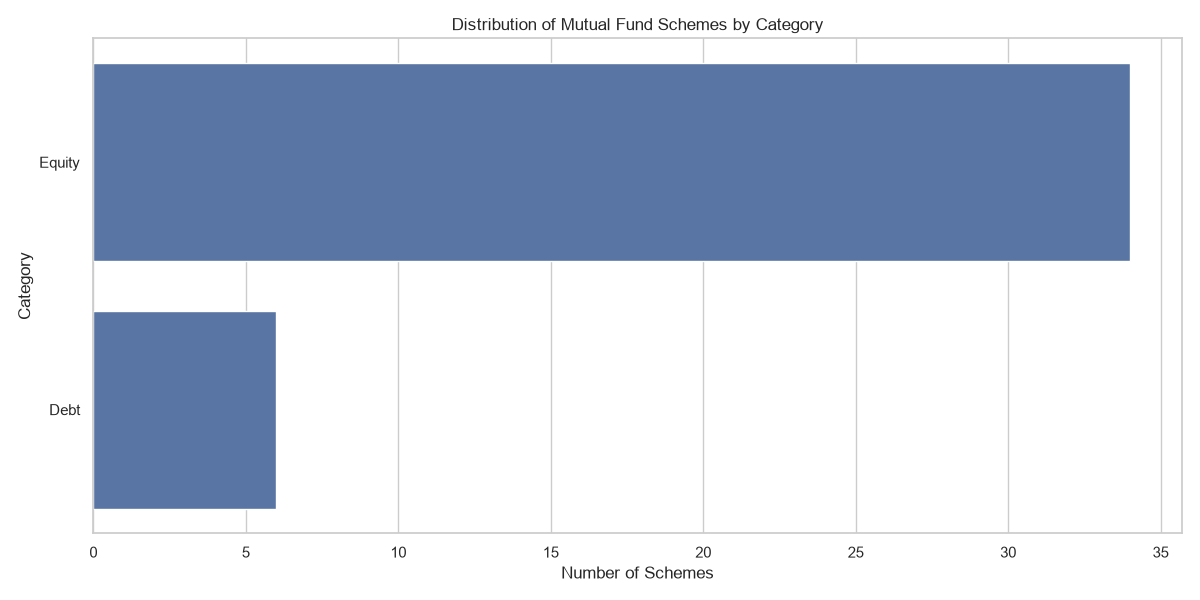 Distribution of Mutual Fund Schemes by Category
Category
Equity
Debt
0 5 10 15 20 25 30 35
Number of Schemes